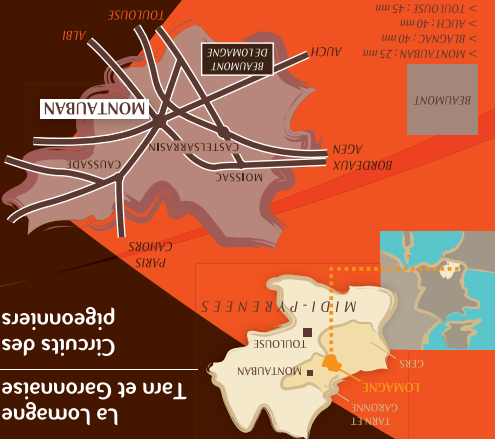 La Lomagne
Tarn et Garonnaise
Circuits des
pigeonniers
TARN ET
GARONNE
LOMAGNE
GERS
MONTAUBAN
TOULOUSE
MIDI-PYRENEES
PARIS
CAHORS
BORDEAUX
AGEN
MOISSAC
CAUSSADE
CASTELSARRASIN
MONTAUBAN
AUCH
BEAUMONT
DE LOMAGNE
ALBI
TOULOUSE
BEAUMONT
> MONTAUBAN : 25 mn
> BLAGNAC : 40 mn
> AUCH : 40 mn
> TOULOUSE : 45 mn